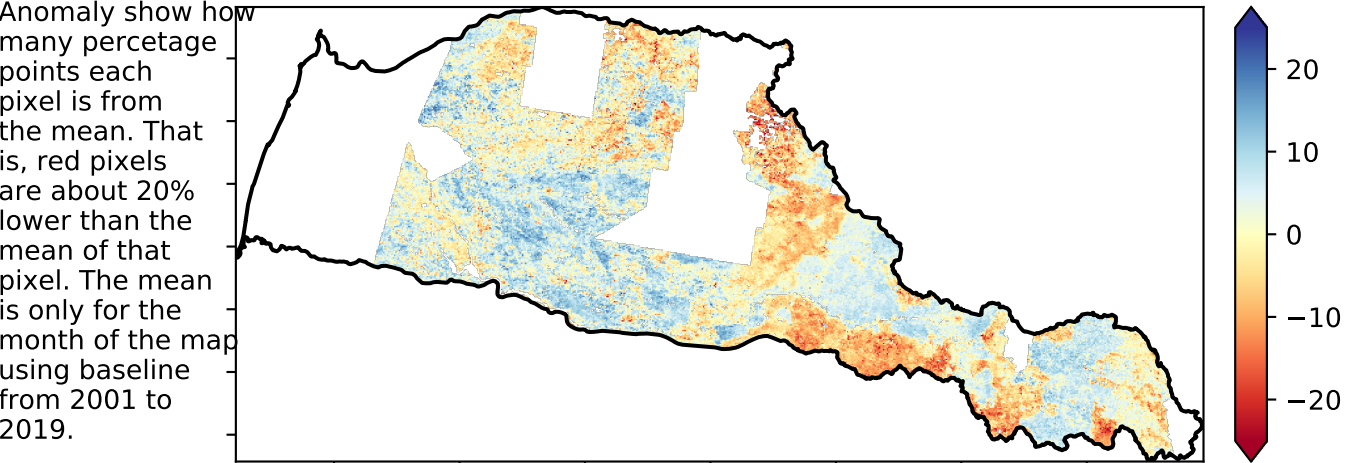 Anomaly show how
many percetage
points each
pixel is from
the mean. That
is, red pixels
are about 20%
lower than the
mean of that
pixel. The mean
is only for the
month of the map
using baseline
from 2001 to
2019.
20
10
0
−10
−20